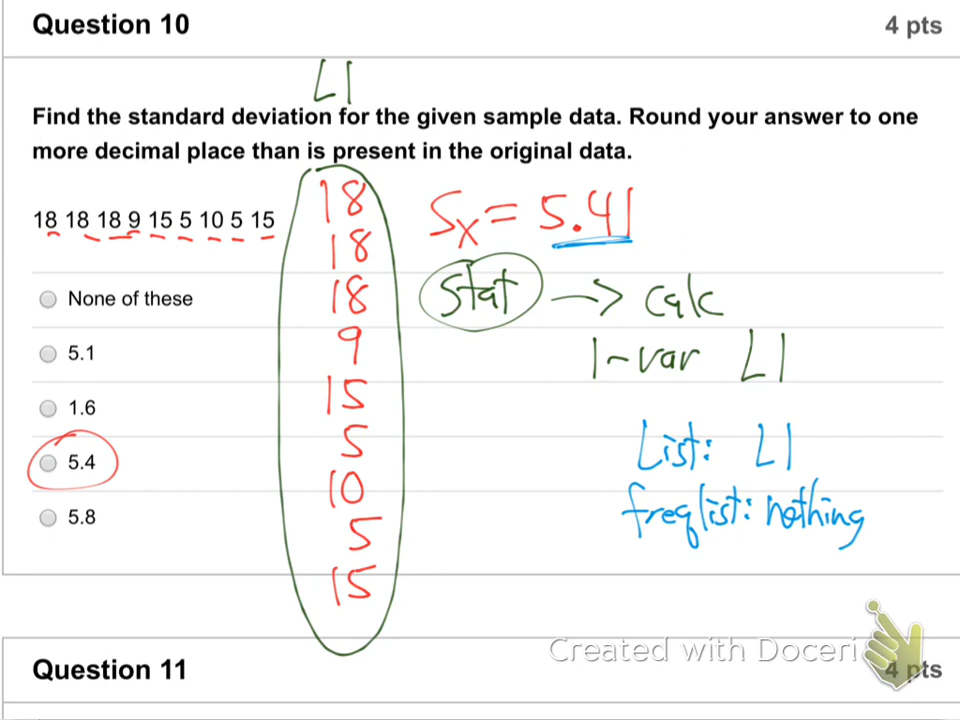 Question 10 4 pts
L1
Find the standard deviation for the given sample data. Round your answer to one
more decimal place than is present in the original data.
18 18 18 9 15 5 10 5 15
None of these
5.1
1.6
5.4
5.8
18
18
18
9
15
5
10
5
15
Sx = 5.41
Stat -> calc
1-var L1
List: L1
freqlist: nothing
Created with Doceri
Question 11 4 pts